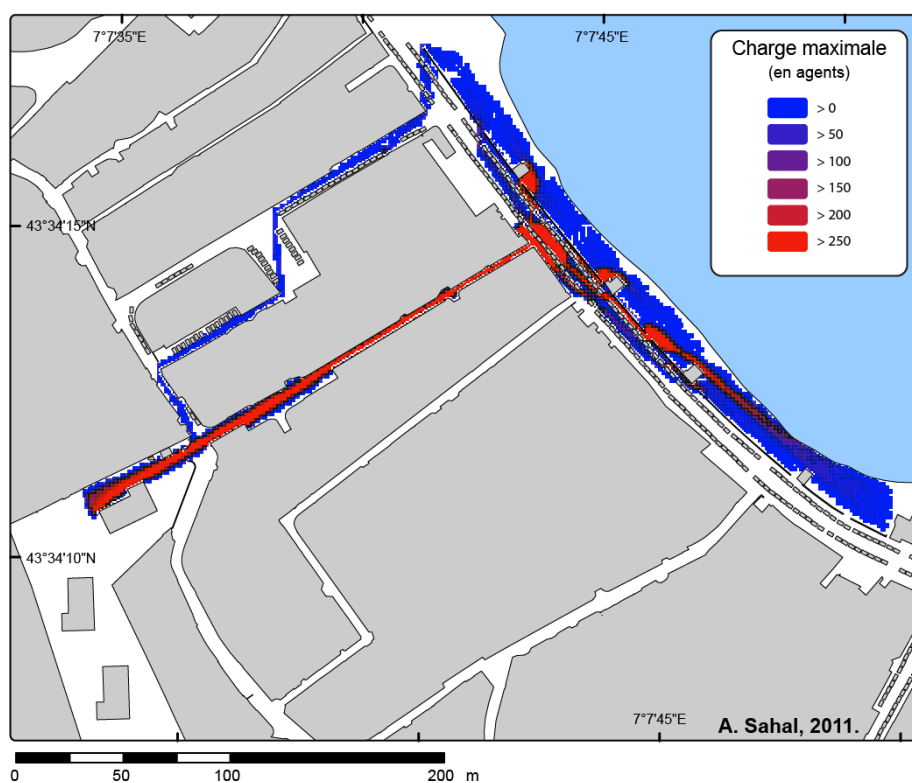 7°7'35"E
7°7'45"E
Charge maximale
(en agents)
> 0
> 50
> 100
> 150
> 200
> 250
43°34'15"N
43°34'10"N
7°7'45"E
A. Sahal, 2011.
0 50 100 200 m